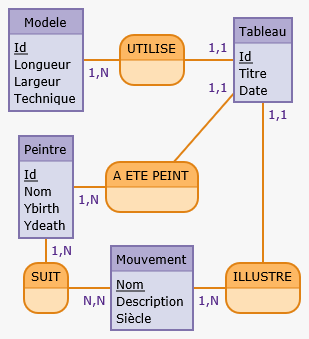 Modele
Id
Longueur
Largeur
Technique
1,N
UTILISE
1,1
Tableau
Id
Titre
Date
1,1
1,1
Peintre
Id
Nom
Ybirth
Ydeath
1,N
A ETE PEINT
1,N
SUIT
N,N
Mouvement
Nom
Description
Siècle
1,N
ILLUSTRE